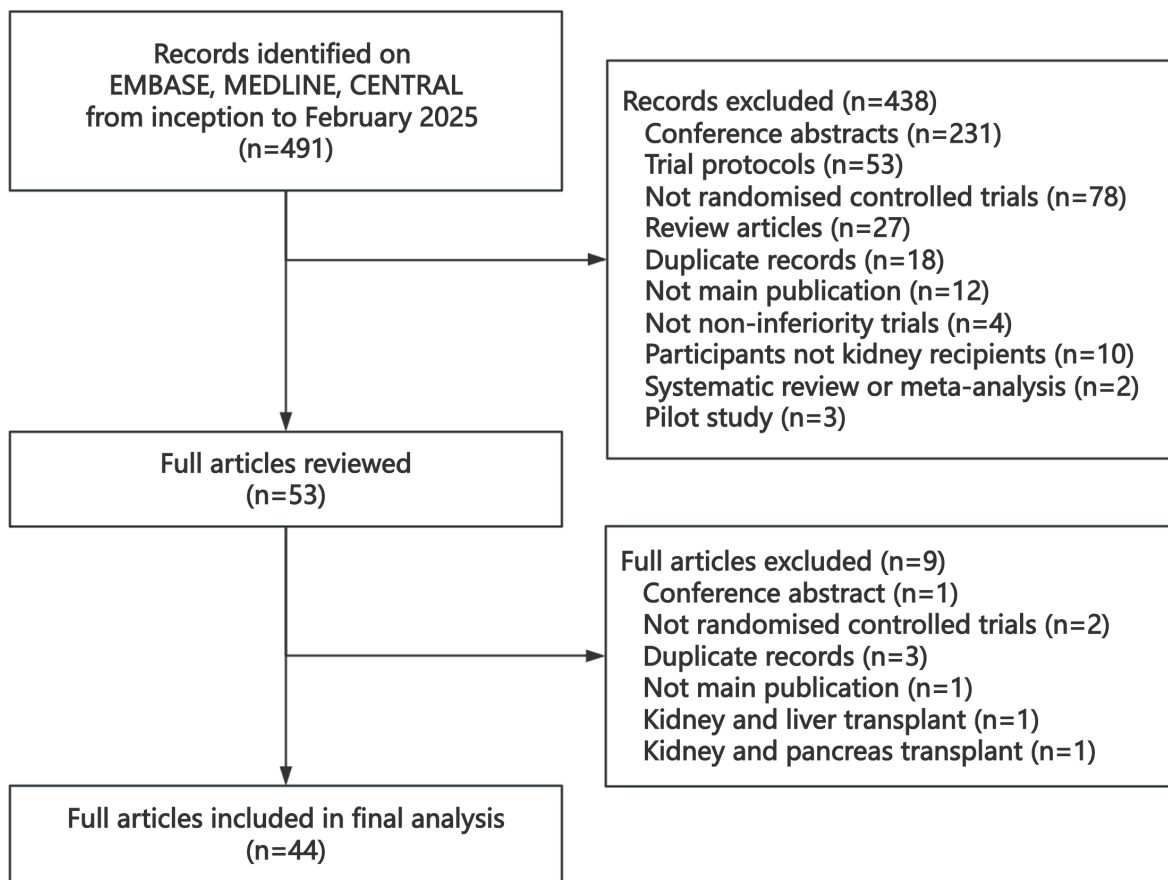 Records identified on
EMBASE, MEDLINE, CENTRAL
from inception to February 2025
(n=491)
Records excluded (n=438)
Conference abstracts (n=231)
Trial protocols (n=53)
Not randomised controlled trials (n=78)
Review articles (n=27)
Duplicate records (n=18)
Not main publication (n=12)
Not non-inferiority trials (n=4)
Participants not kidney recipients (n=10)
Systematic review or meta-analysis (n=2)
Pilot study (n=3)
Full articles reviewed
(n=53)
Full articles excluded (n=9)
Conference abstract (n=1)
Not randomised controlled trials (n=2)
Duplicate records (n=3)
Not main publication (n=1)
Kidney and liver transplant (n=1)
Kidney and pancreas transplant (n=1)
Full articles included in final analysis
(n=44)